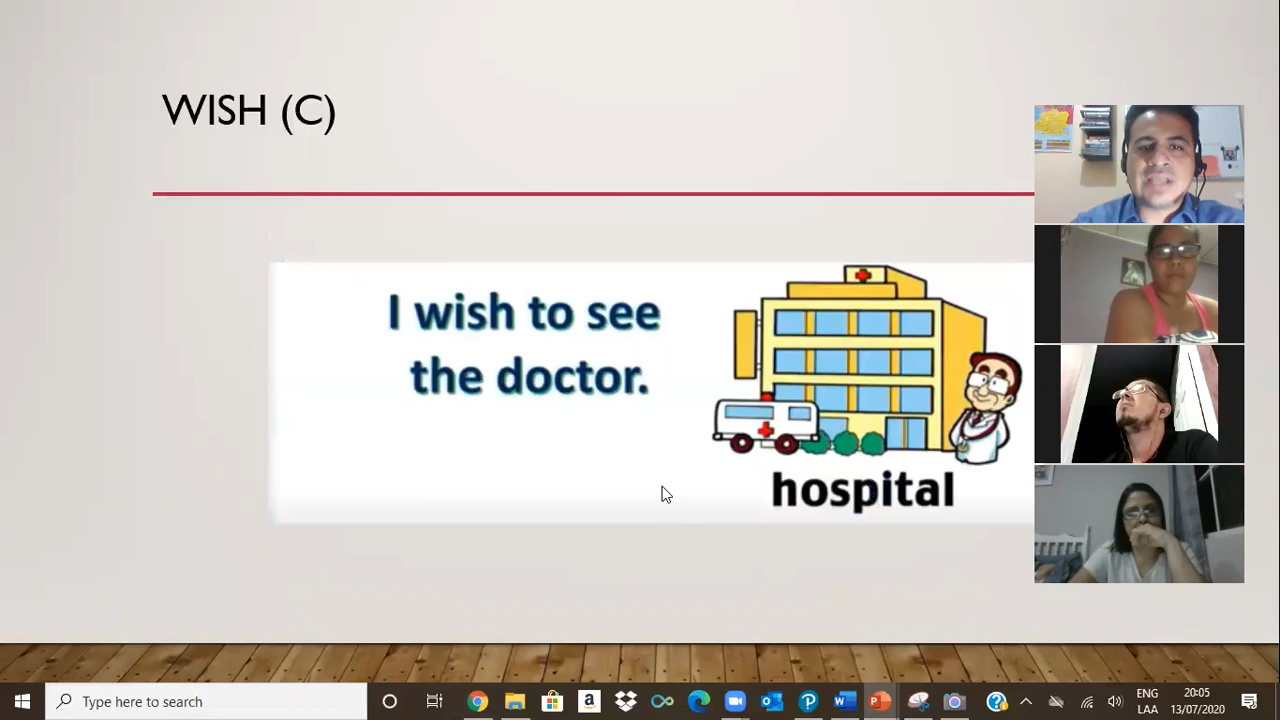 WISH (C)
I wish to see
the doctor.
hospital
Type here to search
ENG
LAA
20:05
13/07/2020